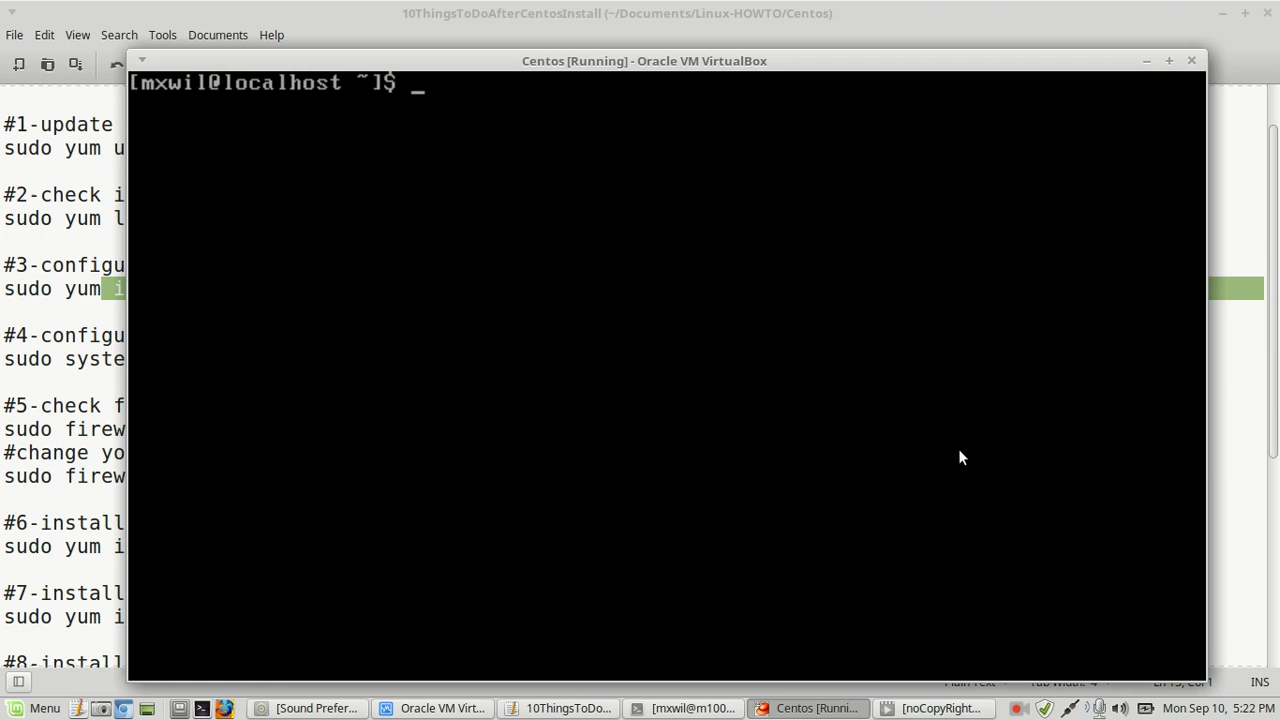 10ThingsToDoAfterCentosInstall (~/Documents/Linux-HOWTO/Centos)
File Edit View Search Tools Documents Help
Centos [Running] - Oracle VM VirtualBox
[mxwil@localhost ~]$ _
#1-update
sudo yum u
#2-check i
sudo yum l
#3-configu
sudo yum i
#4-configu
sudo syste
#5-check f
sudo firew
#change yo
sudo firew
#6-install
sudo yum i
#7-install
sudo yum i
#8-install
INS
Menu [Sound Prefer... Oracle VM Virt... 10ThingsToDo... [mxwil@m100... Centos [Runni... [noCopyRight... Mon Sep 10, 5:22 PM